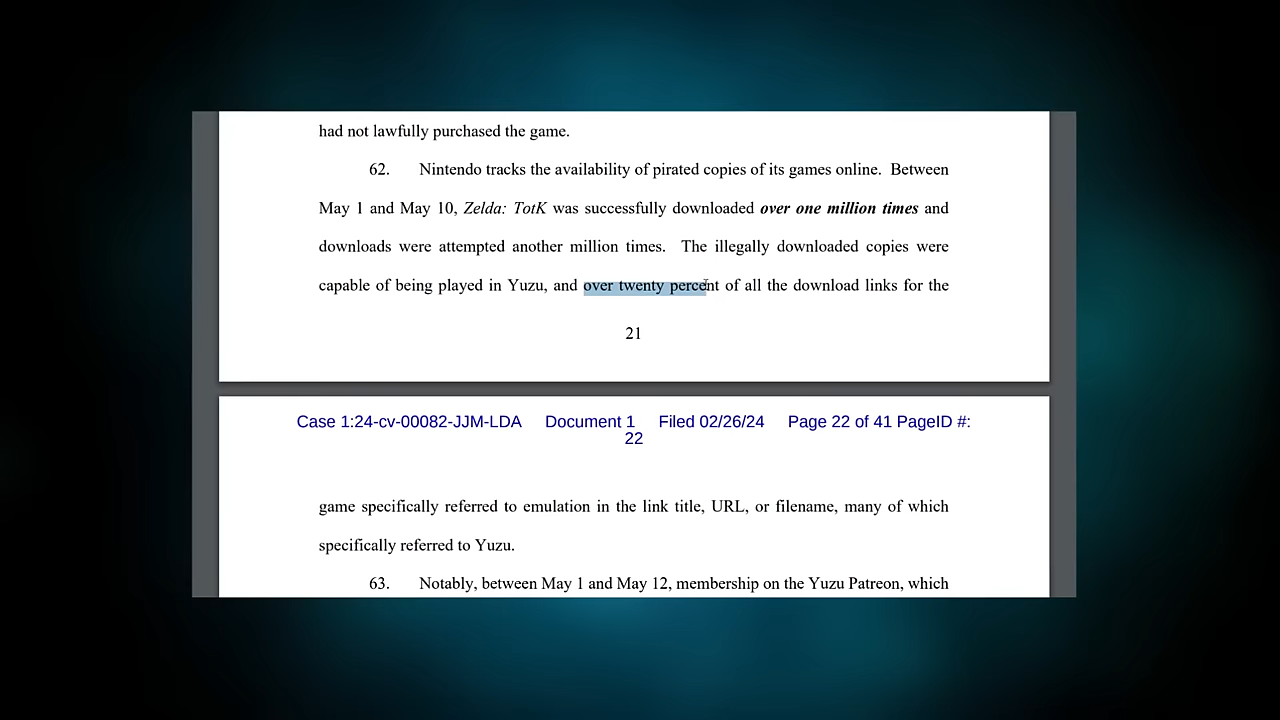 had not lawfully purchased the game.
62. Nintendo tracks the availability of pirated copies of its games online. Between
May 1 and May 10, Zelda: TotK was successfully downloaded over one million times and
downloads were attempted another million times. The illegally downloaded copies were
capable of being played in Yuzu, and over twenty percent of all the download links for the
21
Case 1:24-cv-00082-JJM-LDA Document 1 Filed 02/26/24 Page 22 of 41 PageID #:
22
game specifically referred to emulation in the link title, URL, or filename, many of which
specifically referred to Yuzu.
63. Notably, between May 1 and May 12, membership on the Yuzu Patreon, which